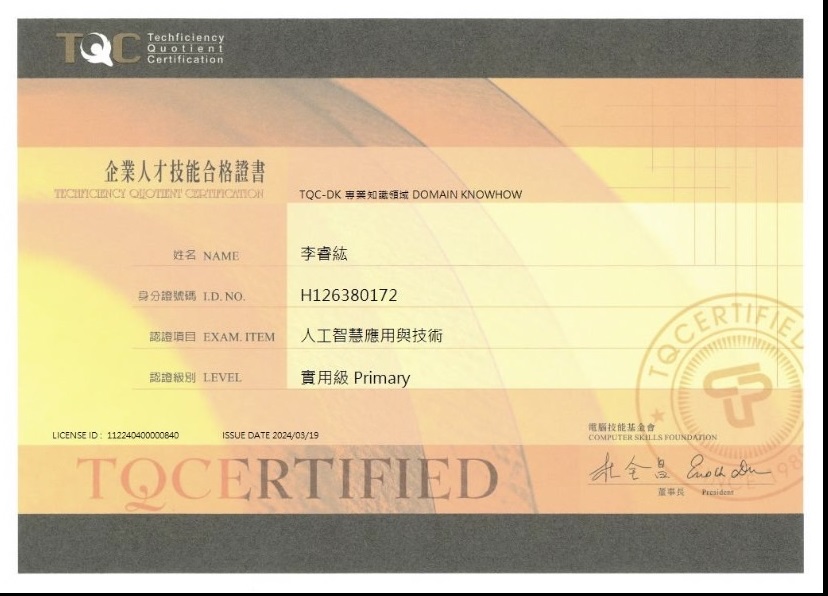 TQC Techficiency
Quotient
Certification
企業人才技能合格證書
TECHFICIENCY QUOTIENT CERTIFICATION
TQC-DK 專業知識領域 DOMAIN KNOWHOW
姓名 NAME 李睿紘
身分證號碼 I.D. NO. H126380172
認證項目 EXAM. ITEM 人工智慧應用與技術
認證級別 LEVEL 實用級 Primary
TQCERTIFIED
LICENSE ID : 112240400000840 ISSUE DATE 2024/03/19
電腦技能基金會
COMPUTER SKILLS FOUNDATION
TQCERTIFIED
董事長 President